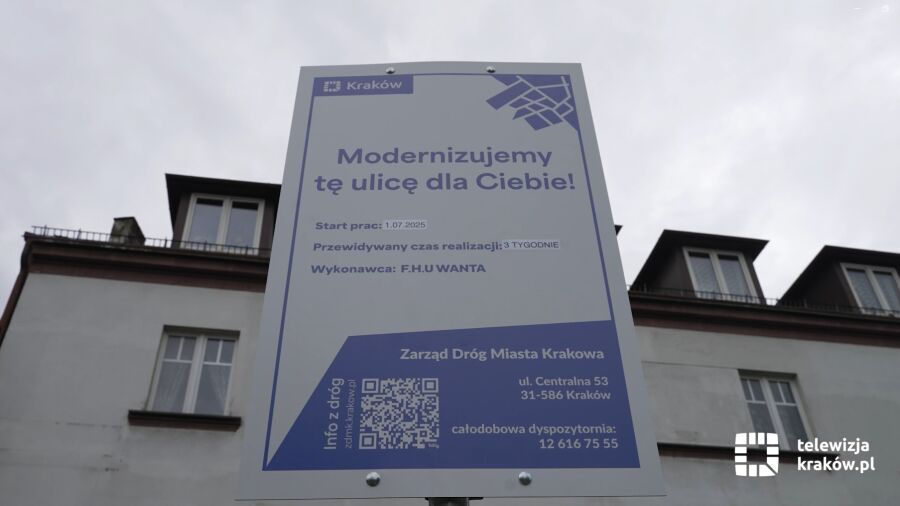 Kraków
Modernizujemy
tę ulicę dla Ciebie!
Start prac: 1.07.2025
Przewidywany czas realizacji: 3 TYGODNIE
Wykonawca: F.H.U WANTA
Zarząd Dróg Miasta Krakowa
ul. Centralna 53
31-586 Kraków
całodobowa dyspozytornia:
12 616 75 55
Info z dróg
zdmk.krakow.pl
telewizja
kraków.pl